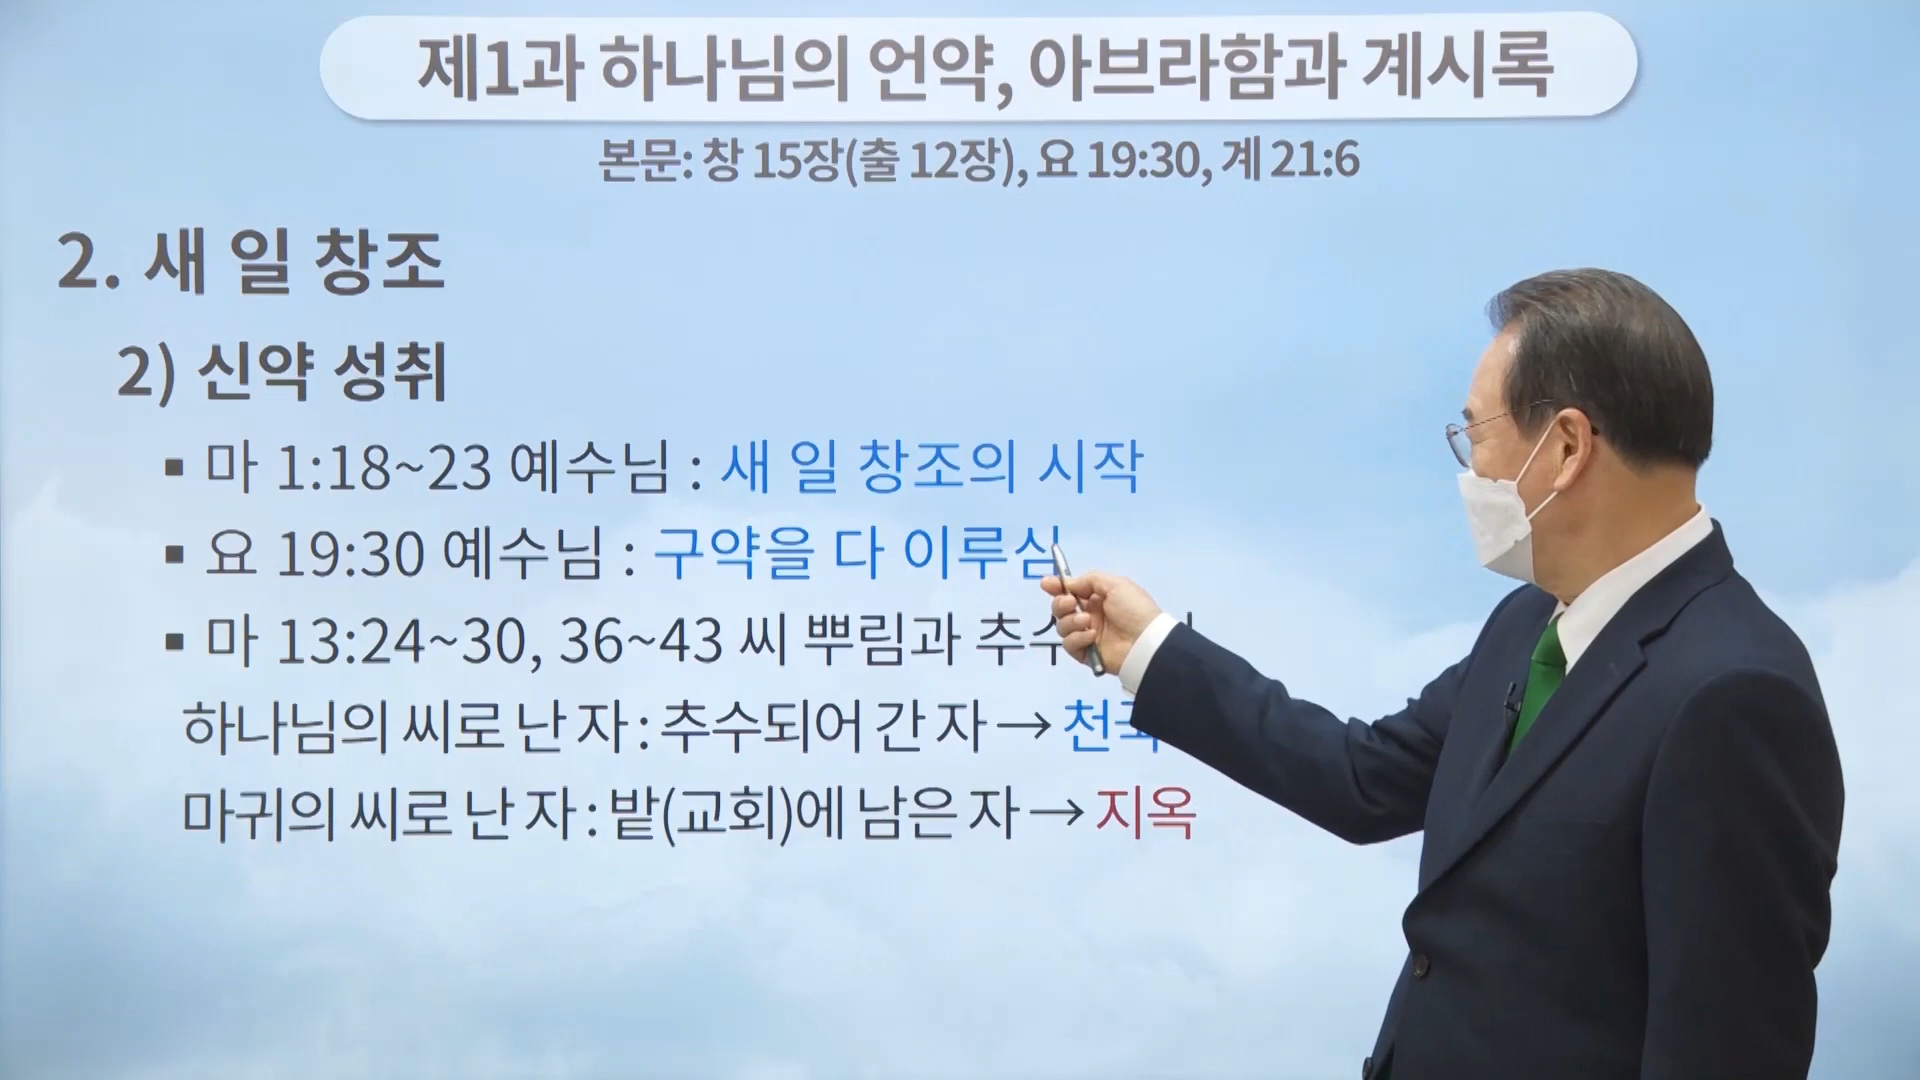 제1과 하나님의 언약, 아브라함과 계시록
본문: 창 15장(출 12장), 요 19:30, 계 21:6
2. 새 일 창조
2) 신약 성취
▪ 마 1:18~23 예수님 : 새 일 창조의 시작
▪ 요 19:30 예수님 : 구약을 다 이루심
▪ 마 13:24~30, 36~43 씨 뿌림과
하나님의 씨로 난 자 : 추수되어 간 자 →
마귀의 씨로 난 자 : 밭(교회)에 남은 자 → 지옥